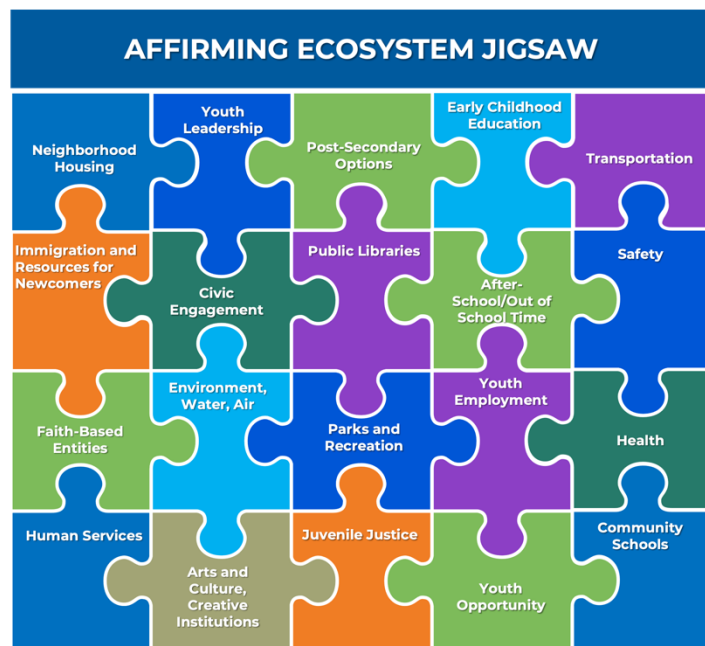 AFFIRMING ECOSYSTEM JIGSAW
Neighborhood
Housing
Youth
Leadership
Post-Secondary
Options
Early Childhood
Education
Transportation
Immigration and
Resources for
Newcomers
Civic
Engagement
Public Libraries
After-
School/Out of
School Time
Safety
Faith-Based
Entities
Environment,
Water, Air
Parks and
Recreation
Youth
Employment
Health
Human Services
Arts and
Culture,
Creative
Institutions
Juvenile Justice
Youth
Opportunity
Community
Schools